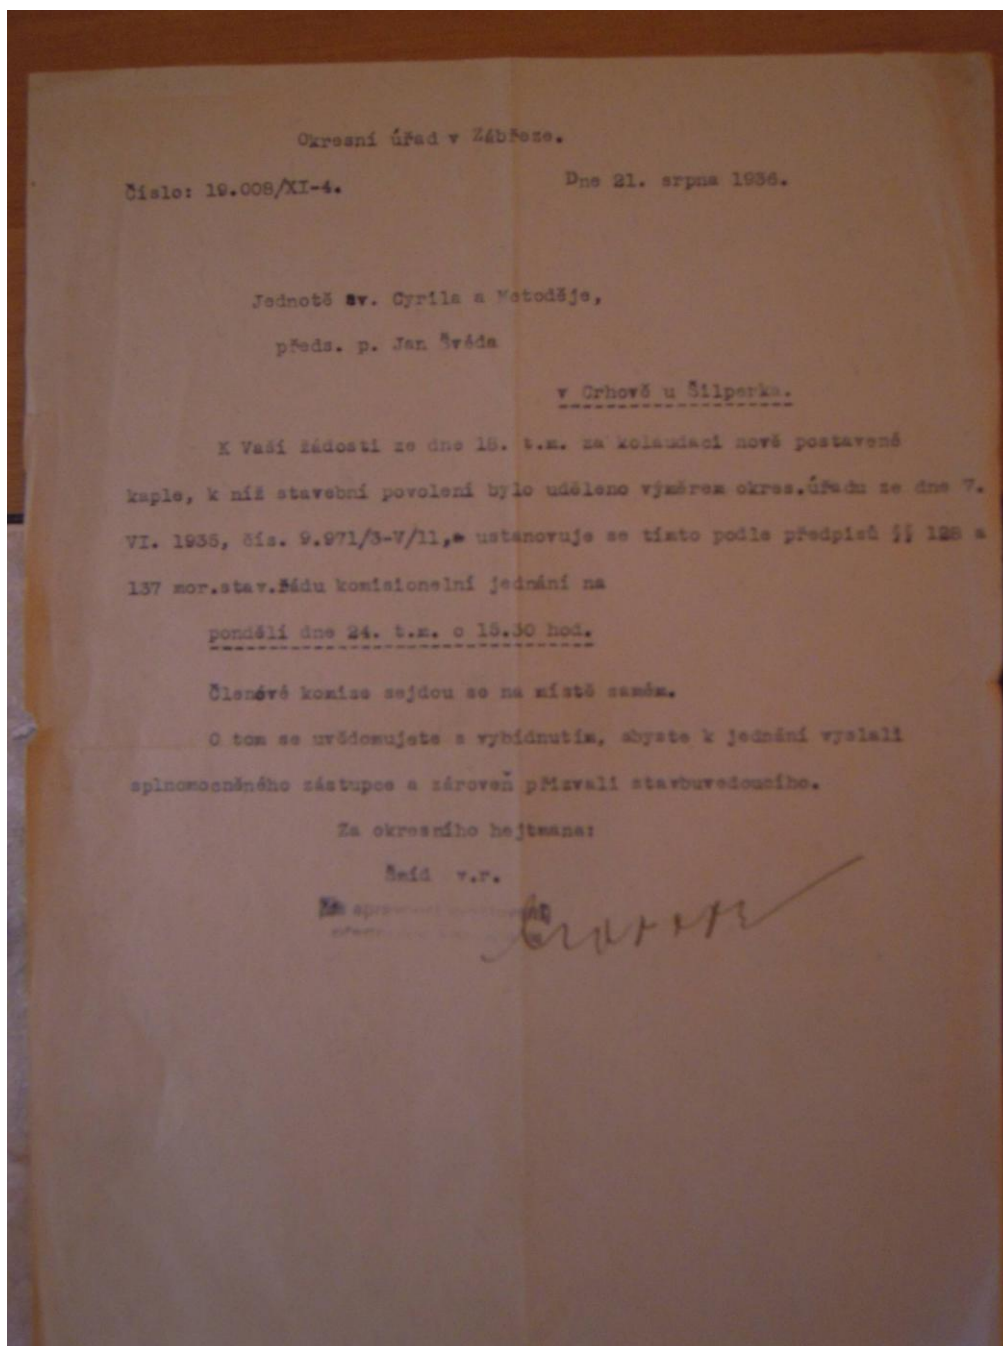 Okresní úřad v Zábřeze.
Číslo: 19.008/XI-4.
Dne 21. srpna 1936.
Jednotě sv. Cyrila a Metoděje,
předs. p. Jan Švéda
v Crhově u Šilperka.
K Vaší žádosti ze dne 18. t.m. za kolaudaci nově postavené
kaple, k níž stavební povolení bylo uděleno výměrem okres.úřadu ze dne 7.
VI. 1935, čís. 9.971/3-V/11, ustanovuje se tímto podle předpisů §§ 128 a
137 mor.stav.řádu komisionelní jednání na
pondělí dne 24. t.m. o 15.30 hod.
Členové komise sejdou se na místě samém.
O tom se uvědomujete s vybídnutím, abyste k jednání vyslali
splnomocněného zástupce a zároveň přizvali stavbuvedoucího.
Za okresního hejtmana:
Šmíd v.r.
Za